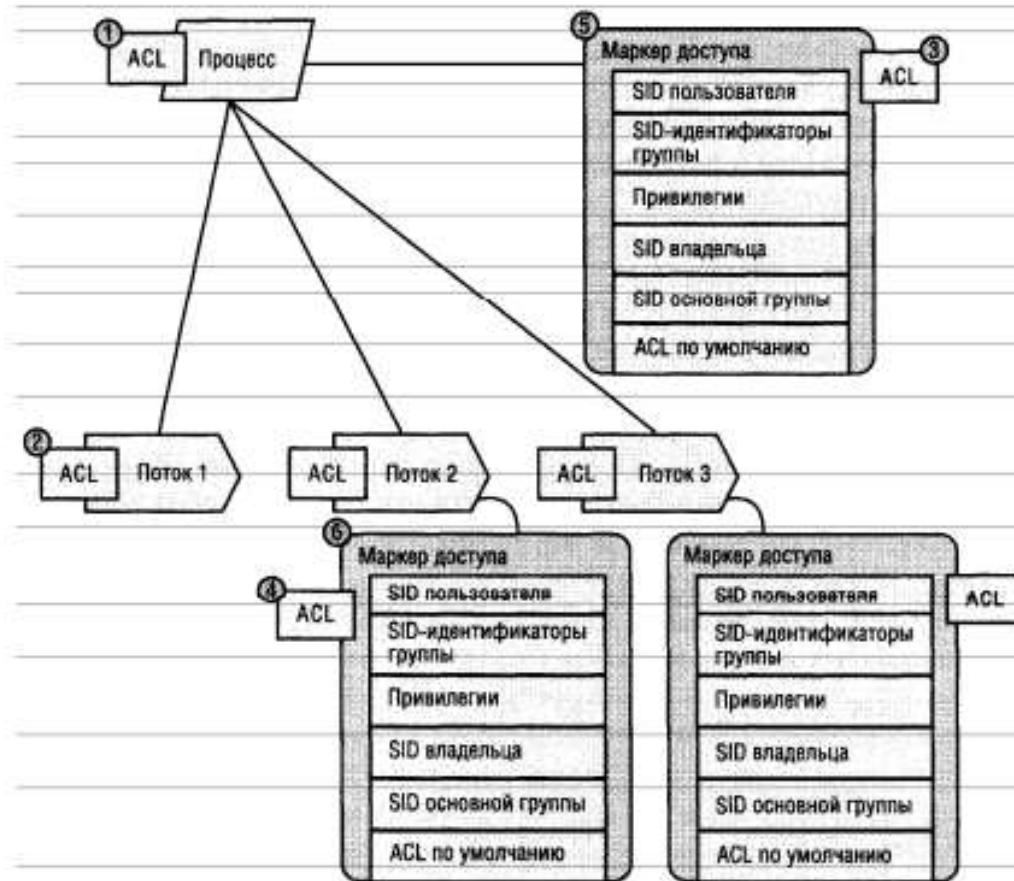 ①
ACL
Процесс
⑤
Маркер доступа
③
ACL
SID пользователя
SID-идентификаторы
группы
Привилегии
SID владельца
SID основной группы
ACL по умолчанию
②
ACL
Поток 1
ACL
Поток 2
ACL
Поток 3
⑥
Маркер доступа
④
ACL
SID пользователя
SID-идентификаторы
группы
Привилегии
SID владельца
SID основной группы
ACL по умолчанию
Маркер доступа
ACL
SID пользователя
SID-идентификаторы
группы
Привилегии
SID владельца
SID основной группы
ACL по умолчанию